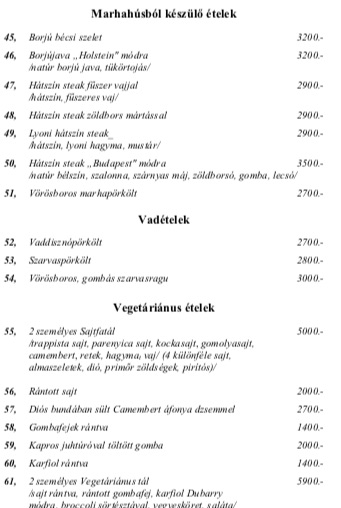 Marhahúsból készülő ételek
45, Borjú bécsi szelet 3200.-
46, Borjújava „Holstein" módra 3200.-
/natúr borjú java, tükörtojás/
47, Hátszín steak fűszer vajjal 2900.-
/hátszín, fűszeres vaj/
48, Hátszín steak zöldbors mártással 2900.-
49, Lyoni hátszín steak_ 2900.-
/hátszín, lyoni hagyma, mustár/
50, Hátszín steak „Budapest" módra 3500.-
/natúr bélszín, szalonna, szárnyas máj, zöldborsó, gomba, lecsó/
51, Vörösboros marhapörkölt 2700.-
Vadételek
52, Vaddisznópörkölt 2700.-
53, Szarvaspörkölt 2800.-
54, Vörösboros, gombás szarvasragu 3000.-
Vegetáriánus ételek
55, 2 személyes Sajtfatál 5000.-
/trappista sajt, parenyica sajt, kockasajt, gomolyasajt,
camembert, retek, hagyma, vaj/ (4 különféle sajt,
almaszeletek, dió, primőr zöldségek, pirítós)/
56, Rántott sajt 2000.-
57, Diós bundában sült Camembert áfonya dzsemmel 2700.-
58, Gombafejek rántva 1400.-
59, Kapros juhtúróval töltött gomba 2000.-
60, Karfiol rántva 1400.-
61, 2 személyes Vegetáriánus tál 5900.-
/sajt rántva, rántott gombafej, karfiol Dubarry
módra, broccoli sörtésztával, vegyesköret, saláta/